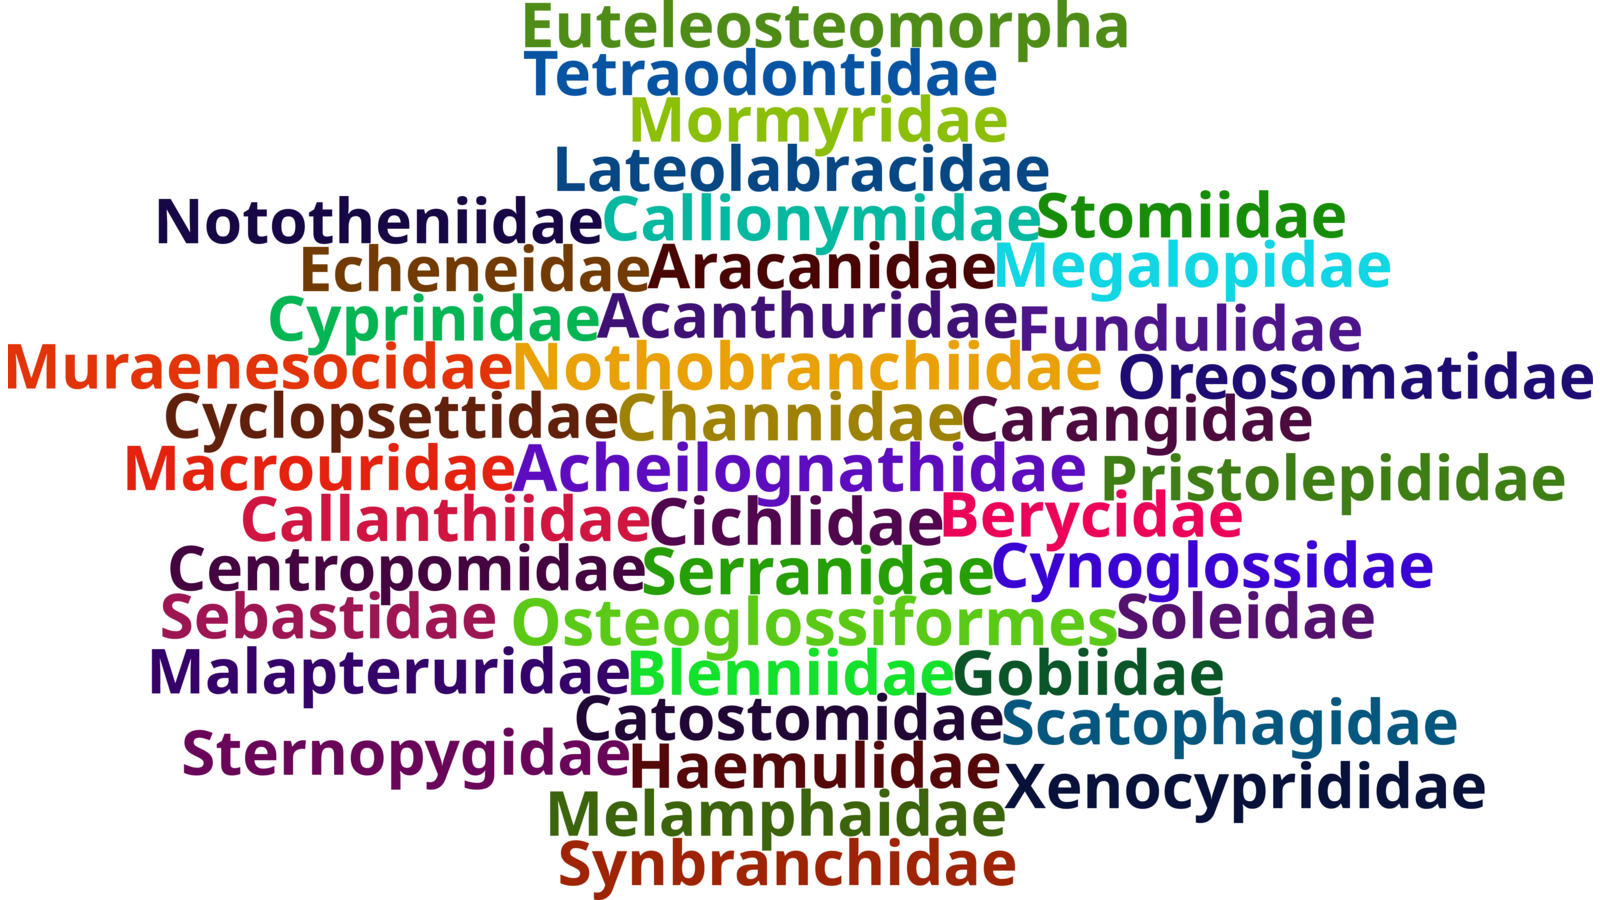 Euteleosteomorpha
Tetraodontidae
Mormyridae
Lateolabracidae
Nototheniidae Callionymidae Stomiidae
Echeneidae Aracanidae Megalopidae
Cyprinidae Acanthuridae Fundulidae
Muraenesocidae Nothobranchiidae Oreosomatidae
Cyclopsettidae Channidae Carangidae
Macrouridae Acheilognathidae Pristolepididae
Callanthiidae Cichlidae Berycidae
Centropomidae Serranidae Cynoglossidae
Sebastidae Osteoglossiformes Soleidae
Malapteruridae Blenniidae Gobiidae
Catostomidae Scatophagidae
Sternopygidae Haemulidae Xenocyprididae
Melamphaidae
Synbranchidae